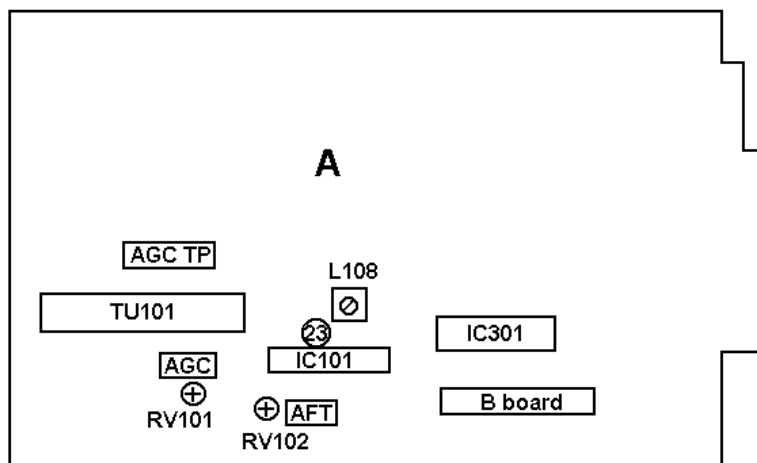 A
AGC TP
L108
TU101
23
IC301
IC101
AGC
RV101
B board
AFT
RV102